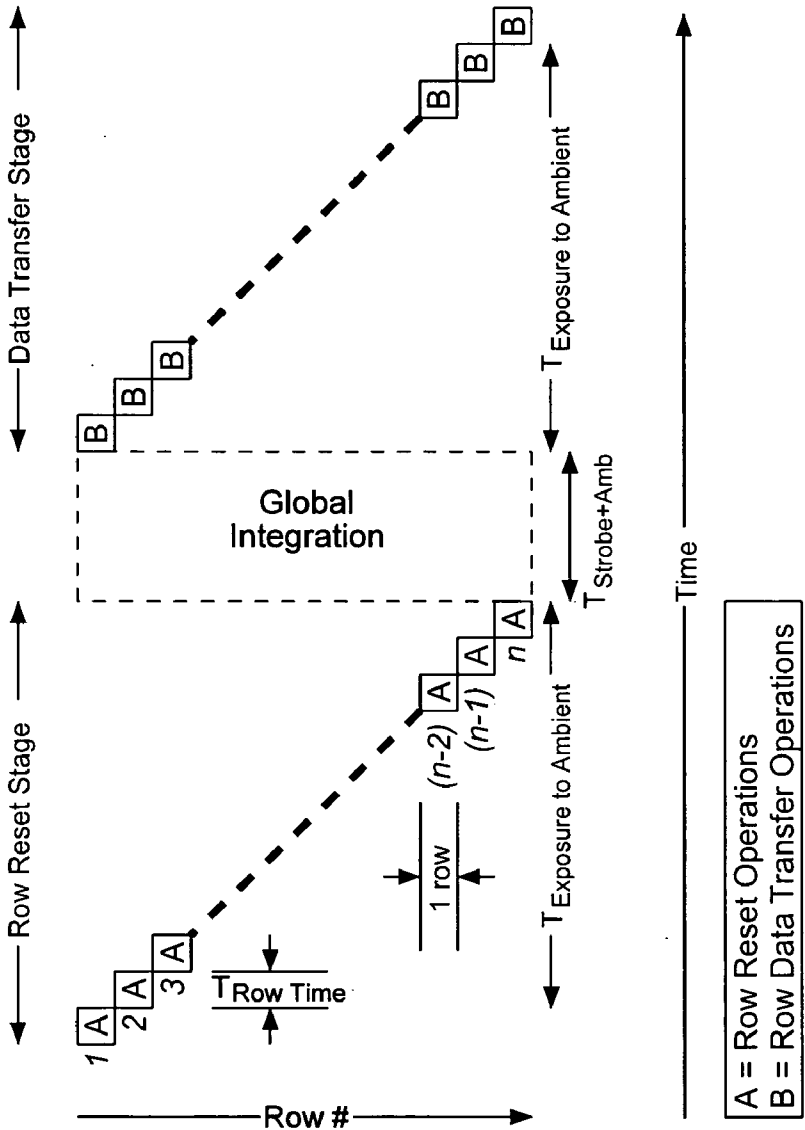 Row Reset Stage
Data Transfer Stage
Row #
1
A
2
A
3
A
T Row Time
1 row
(n-2)
A
(n-1)
A
n
A
Global
Integration
B
B
B
B
B
B
T Exposure to Ambient
T Strobe+Amb
T Exposure to Ambient
Time
A = Row Reset Operations
B = Row Data Transfer Operations